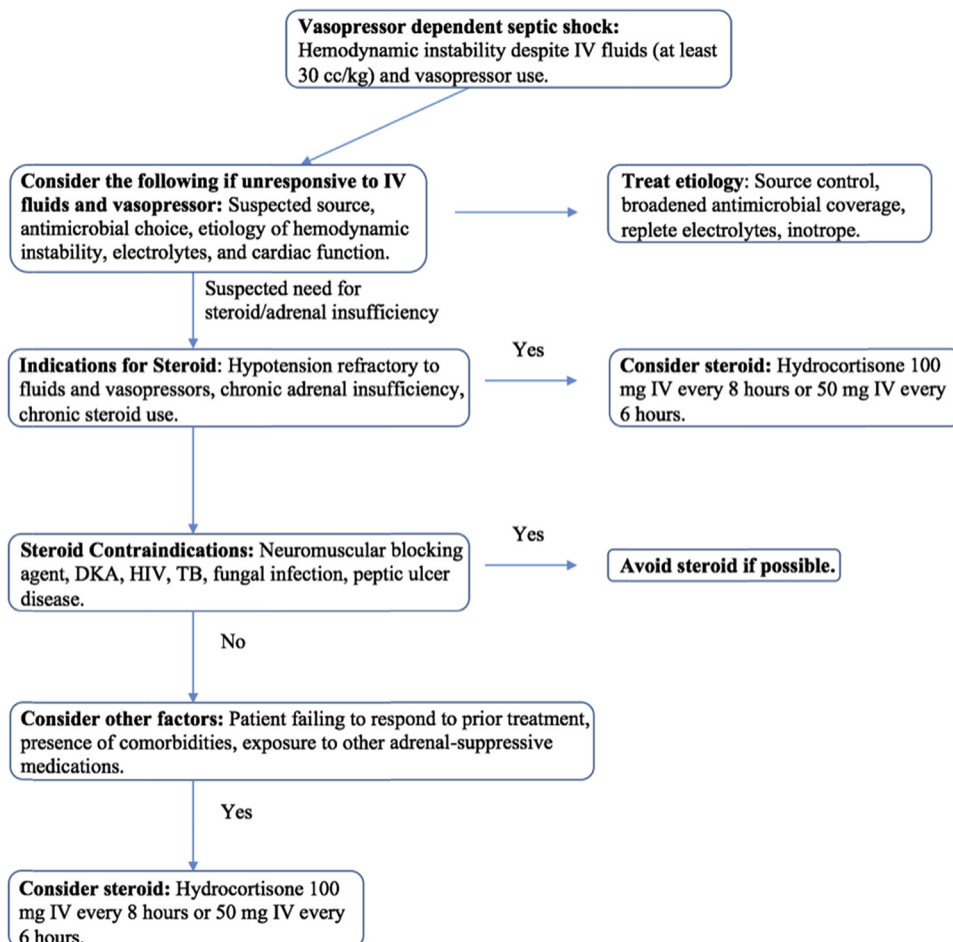 Vasopressor dependent septic shock:
Hemodynamic instability despite IV fluids (at least
30 cc/kg) and vasopressor use.
Consider the following if unresponsive to IV
fluids and vasopressor: Suspected source,
antimicrobial choice, etiology of hemodynamic
instability, electrolytes, and cardiac function.
Treat etiology: Source control,
broadened antimicrobial coverage,
replete electrolytes, inotrope.
Suspected need for
steroid/adrenal insufficiency
Indications for Steroid: Hypotension refractory to
fluids and vasopressors, chronic adrenal insufficiency,
chronic steroid use.
Yes
Consider steroid: Hydrocortisone 100
mg IV every 8 hours or 50 mg IV every
6 hours.
Steroid Contraindications: Neuromuscular blocking
agent, DKA, HIV, TB, fungal infection, peptic ulcer
disease.
Yes
Avoid steroid if possible.
No
Consider other factors: Patient failing to respond to prior treatment,
presence of comorbidities, exposure to other adrenal-suppressive
medications.
Yes
Consider steroid: Hydrocortisone 100
mg IV every 8 hours or 50 mg IV every
6 hours.